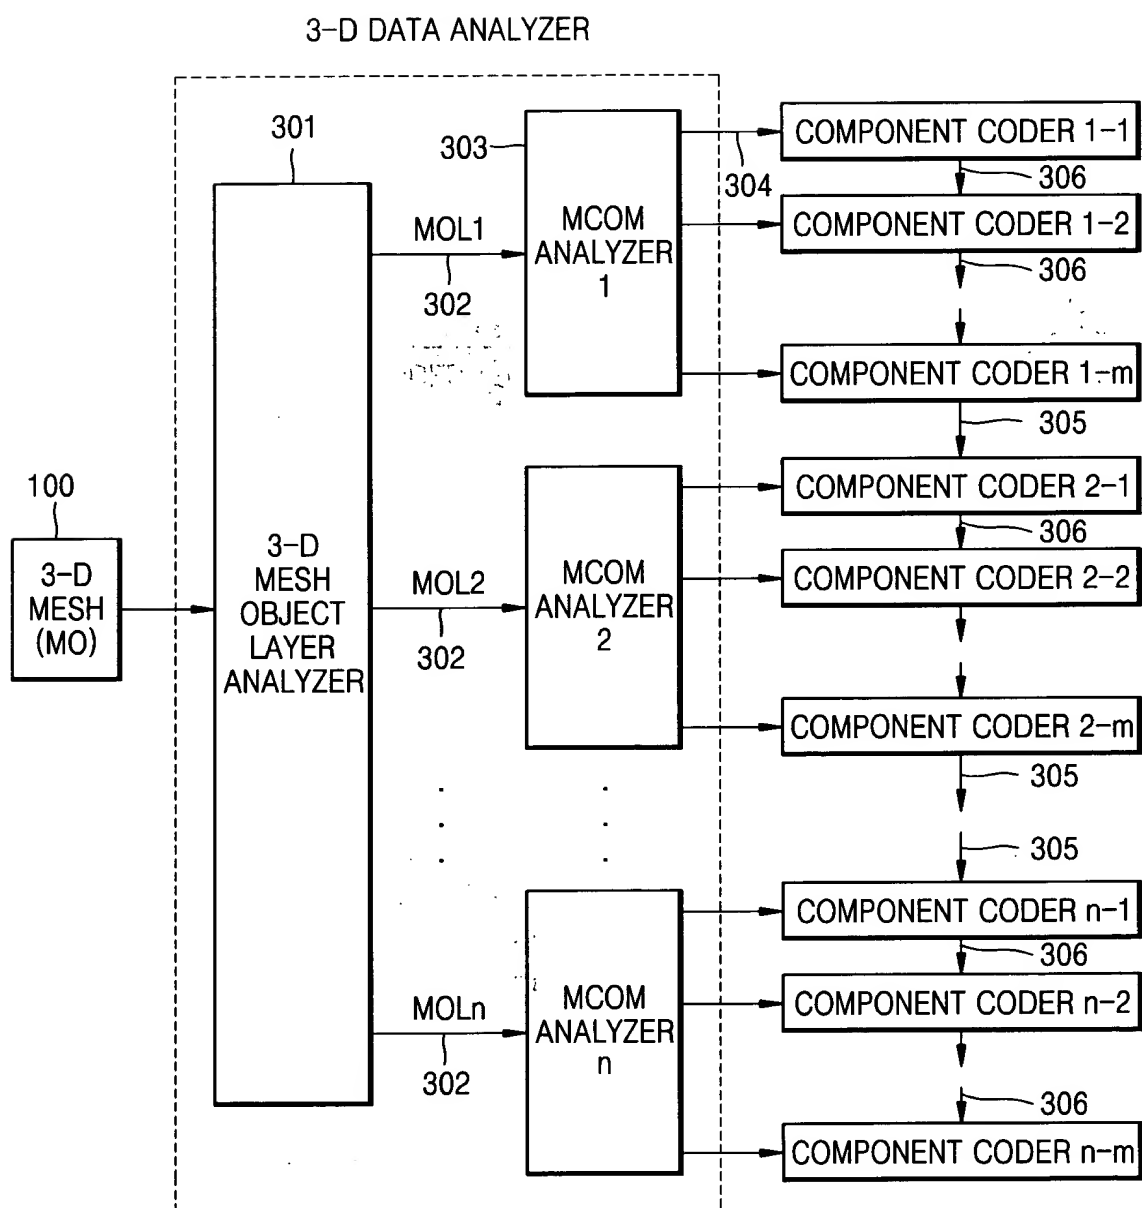 3-D DATA ANALYZER
301
303
COMPONENT CODER 1-1
304
306
MOL1
302
MCOM
ANALYZER
1
COMPONENT CODER 1-2
306
COMPONENT CODER 1-m
305
100
3-D
MESH
(MO)
3-D
MESH
OBJECT
LAYER
ANALYZER
MOL2
302
MCOM
ANALYZER
2
COMPONENT CODER 2-1
306
COMPONENT CODER 2-2
COMPONENT CODER 2-m
305
305
MOLn
302
MCOM
ANALYZER
n
COMPONENT CODER n-1
306
COMPONENT CODER n-2
306
COMPONENT CODER n-m